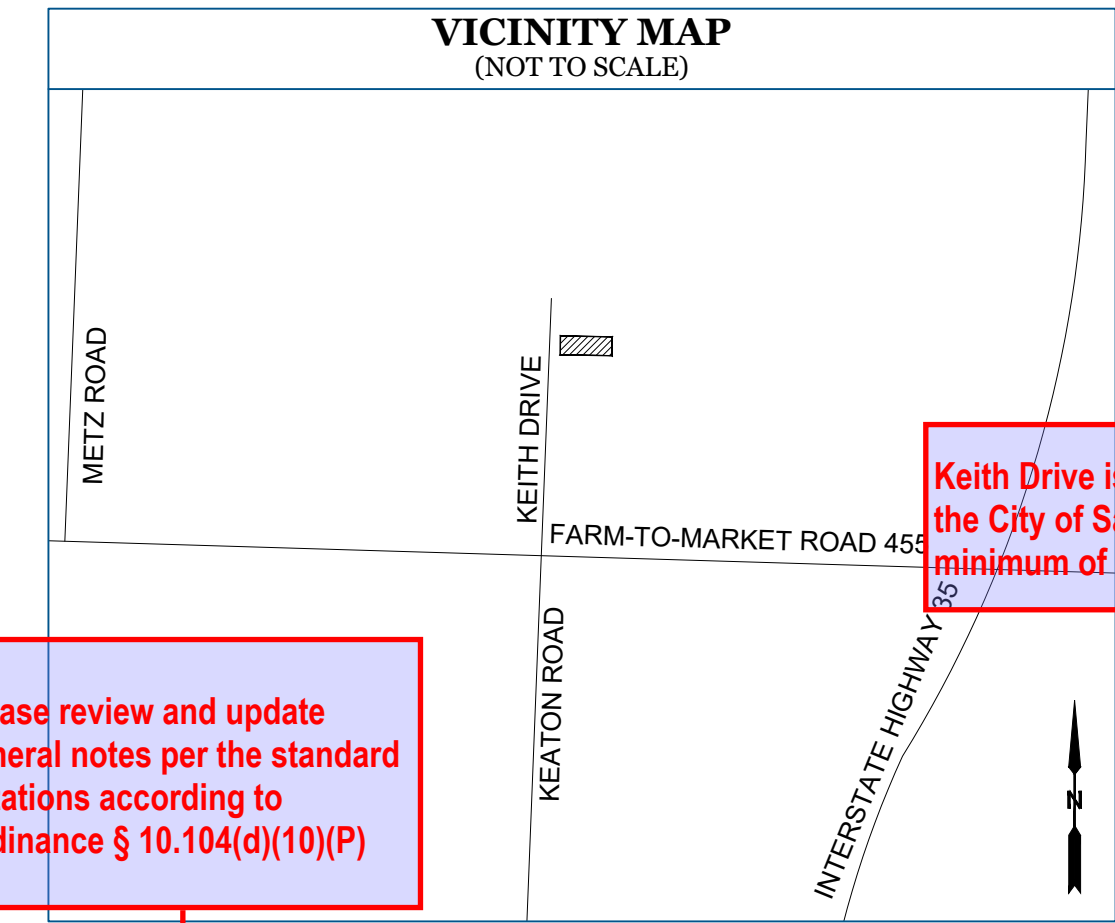 VICINITY MAP
(NOT TO SCALE)
METZ ROAD
KEITH DRIVE
FARM-TO-MARKET ROAD 455
Keith Drive is
the City of Sa
minimum of
INTERSTATE HIGHWAY 35
KEATON ROAD
ase review and update
neral notes per the standard
tations according to
dinance § 10.104(d)(10)(P)
N